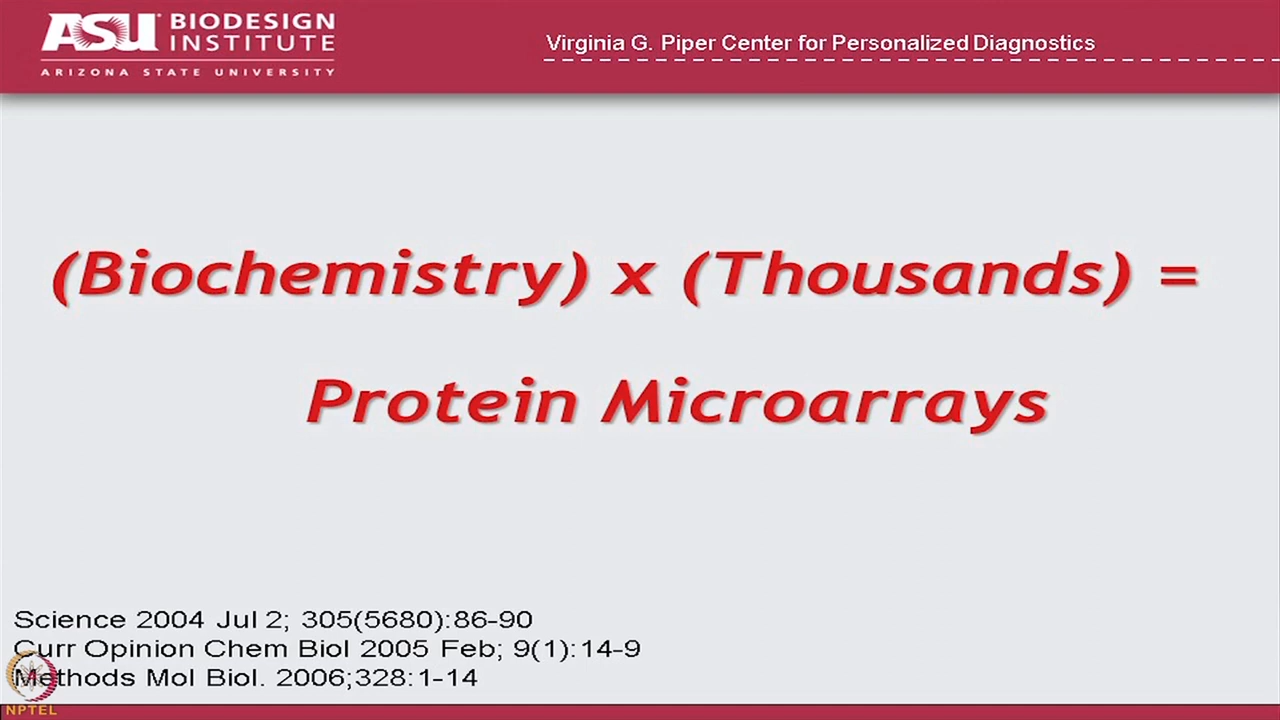 ASU BIODESIGN
INSTITUTE
ARIZONA STATE UNIVERSITY
Virginia G. Piper Center for Personalized Diagnostics
(Biochemistry) x (Thousands) =
Protein Microarrays
Science 2004 Jul 2; 305(5680):86-90
Curr Opinion Chem Biol 2005 Feb; 9(1):14-9
Methods Mol Biol. 2006;328:1-14
NPTEL